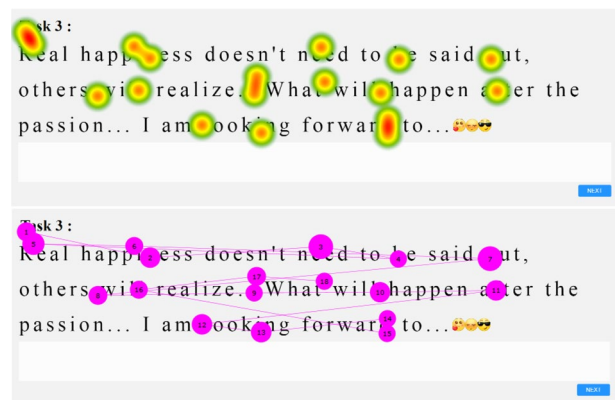 Task 3 :
Real happiness doesn't need to be said out,
others will realize. What will happen after the
passion... I am looking forward to...🥰😄😎
NEXT
Task 3 :
Real happiness doesn't need to be said out,
others will realize. What will happen after the
passion... I am looking forward to...🥰😄😎
NEXT